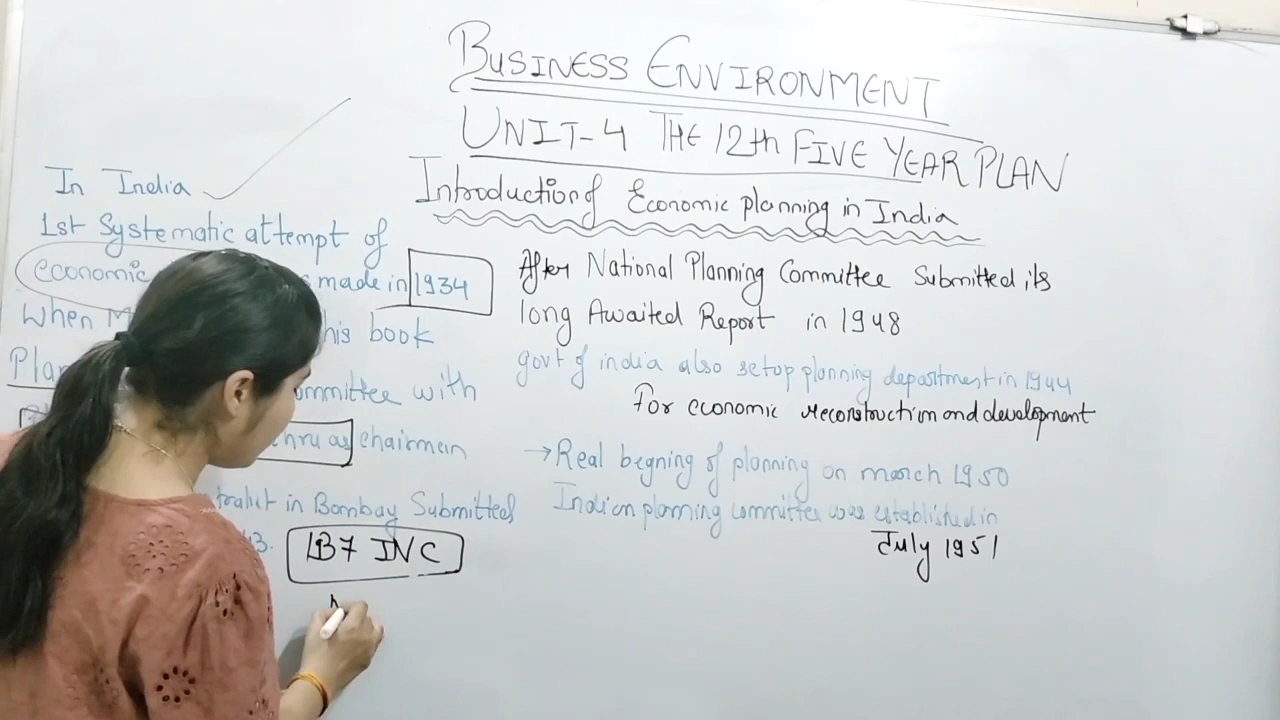 BUSINESS ENVIRONMENT
UNIT-4 THE 12th FIVE YEAR PLAN
Introduction of Economic planning in India
In India
1st Systematic attempt of
economic made in 1934
When his book
ommittee with
hru as chairman
tralist in Bombay Submitted
43.
1937 INC
After National Planning Committee Submitted its
long Awaited Report in 1948
govt of india also setup planning department in 1944
For economic reconstruction and development
→ Real begning of planning on march 1950
Indian planning committee was established in
July 1951